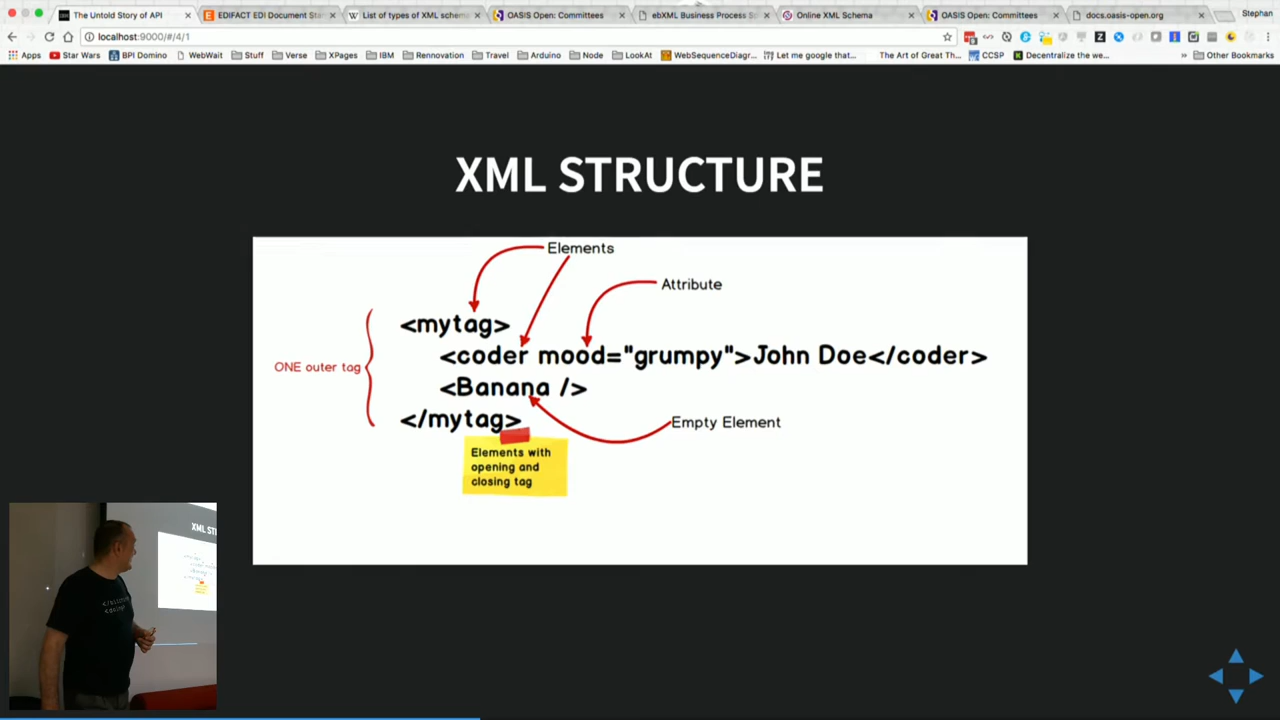 The Untold Story of API
EDIFACT EDI Document Sta
List of types of XML schema
OASIS Open: Committees
ebXML Business Process S
Online XML Schema
OASIS Open: Committees
docs.oasis-open.org
Stephan
localhost:9000/#/4/1
Apps
Star Wars
BPI Domino
WebWait
Stuff
Verse
XPages
IBM
Rennovation
Travel
Arduino
Node
LookAt
WebSequenceDiagr...
Let me google that...
The Art of Great Th...
CCSP
Decentralize the we...
»
Other Bookmarks
XML STRUCTURE
Elements
Attribute
<mytag>
<coder mood="grumpy">John Doe</coder>
ONE outer tag
<Banana />
</mytag>
Empty Element
Elements with
opening and
closing tag
XML ST
</